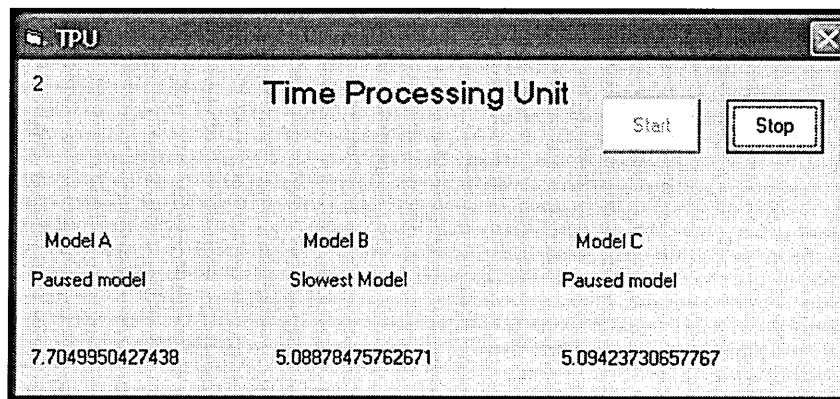 TPU
2
Time Processing Unit
Start
Stop
Model A
Model B
Model C
Paused model
Slowest Model
Paused model
7.7049950427438
5.08878475762671
5.09423730657767